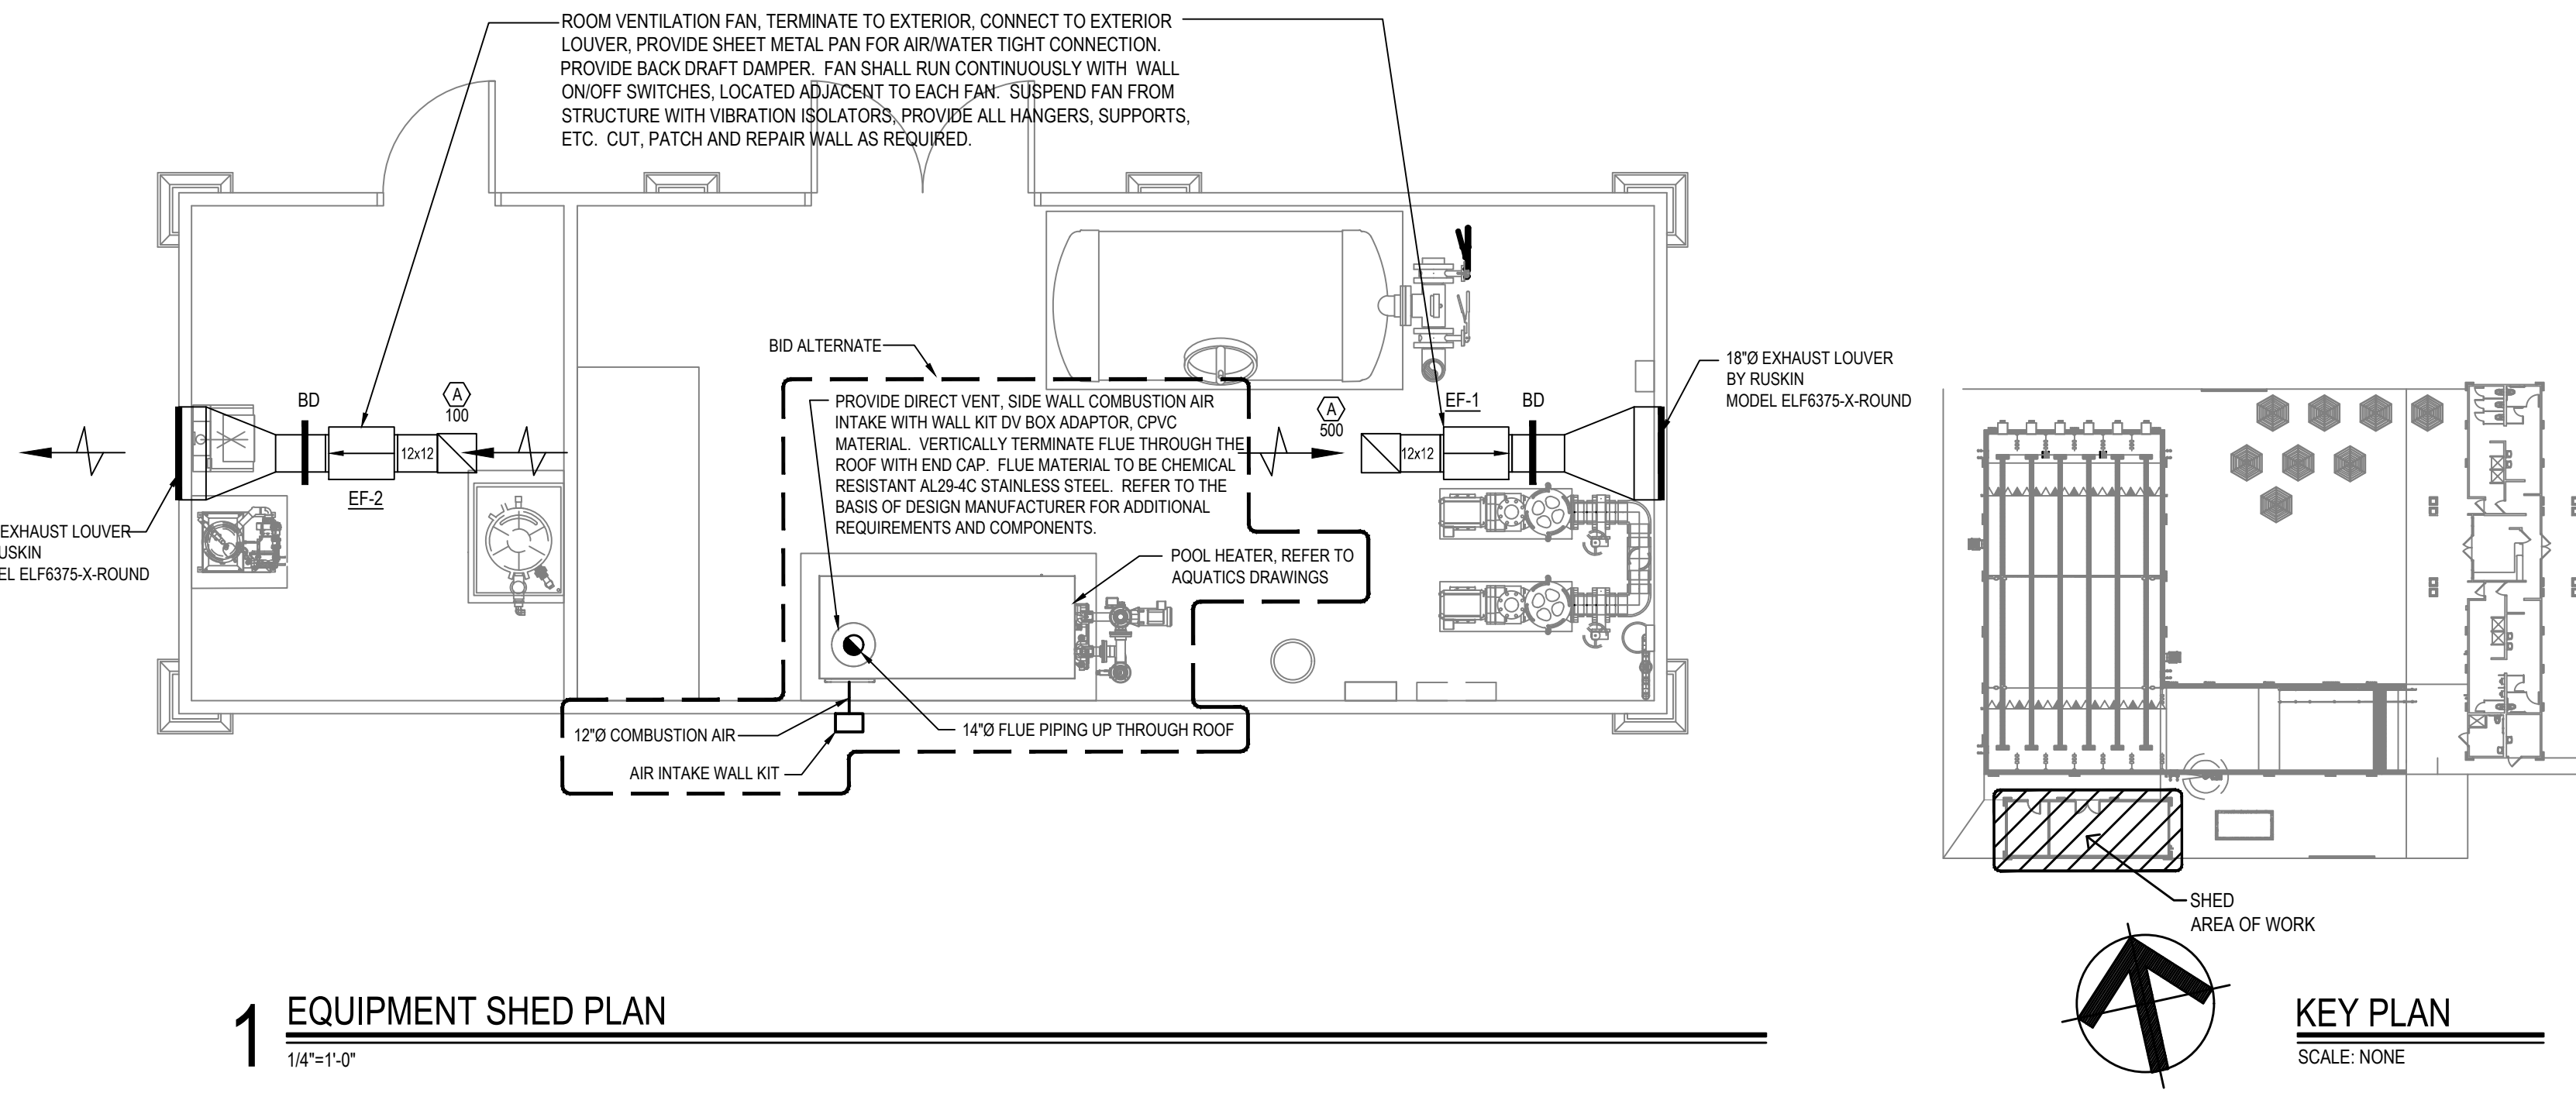 ROOM VENTILATION FAN, TERMINATE TO EXTERIOR, CONNECT TO EXTERIOR
LOUVER, PROVIDE SHEET METAL PAN FOR AIR/WATER TIGHT CONNECTION.
PROVIDE BACK DRAFT DAMPER. FAN SHALL RUN CONTINUOUSLY WITH WALL
ON/OFF SWITCHES, LOCATED ADJACENT TO EACH FAN. SUSPEND FAN FROM
STRUCTURE WITH VIBRATION ISOLATORS, PROVIDE ALL HANGERS, SUPPORTS,
ETC. CUT, PATCH AND REPAIR WALL AS REQUIRED.
BID ALTERNATE
BD
A
100
12x12
EF-2
EXHAUST LOUVER
USKIN
EL ELF6375-X-ROUND
PROVIDE DIRECT VENT, SIDE WALL COMBUSTION AIR
INTAKE WITH WALL KIT DV BOX ADAPTOR, CPVC
MATERIAL. VERTICALLY TERMINATE FLUE THROUGH THE
ROOF WITH END CAP. FLUE MATERIAL TO BE CHEMICAL
RESISTANT AL29-4C STAINLESS STEEL. REFER TO THE
BASIS OF DESIGN MANUFACTURER FOR ADDITIONAL
REQUIREMENTS AND COMPONENTS.
A
500
12x12
EF-1
BD
18"Ø EXHAUST LOUVER
BY RUSKIN
MODEL ELF6375-X-ROUND
POOL HEATER, REFER TO
AQUATICS DRAWINGS
12"Ø COMBUSTION AIR
14"Ø FLUE PIPING UP THROUGH ROOF
AIR INTAKE WALL KIT
SHED
AREA OF WORK
1
EQUIPMENT SHED PLAN
1/4"=1'-0"
KEY PLAN
SCALE: NONE